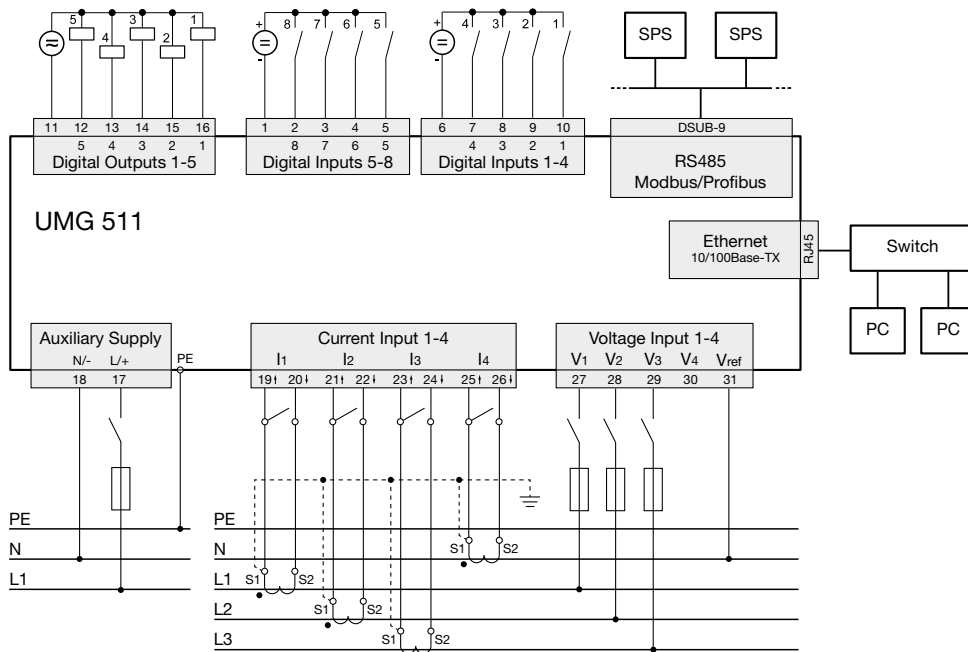 5 3 1
4 2
+ 8 7 6 5
-
+ 4 3 2 1
-
SPS SPS
11 12 13 14 15 16
5 4 3 2 1
Digital Outputs 1-5
1 2 3 4 5
8 7 6 5
Digital Inputs 5-8
6 7 8 9 10
4 3 2 1
Digital Inputs 1-4
DSUB-9
RS485
Modbus/Profibus
UMG 511
Ethernet
10/100Base-TX
RJ45
Switch
PC PC
Auxiliary Supply
N/- L/+
18 17
PE
Current Input 1-4
I1 I2 I3 I4
19 20 21 22 23 24 25 26
Voltage Input 1-4
V1 V2 V3 V4 Vref
27 28 29 30 31
PE
N
L1
PE
N
L1
L2
L3
S1 S2
S1 S2
S1 S2
S1 S2